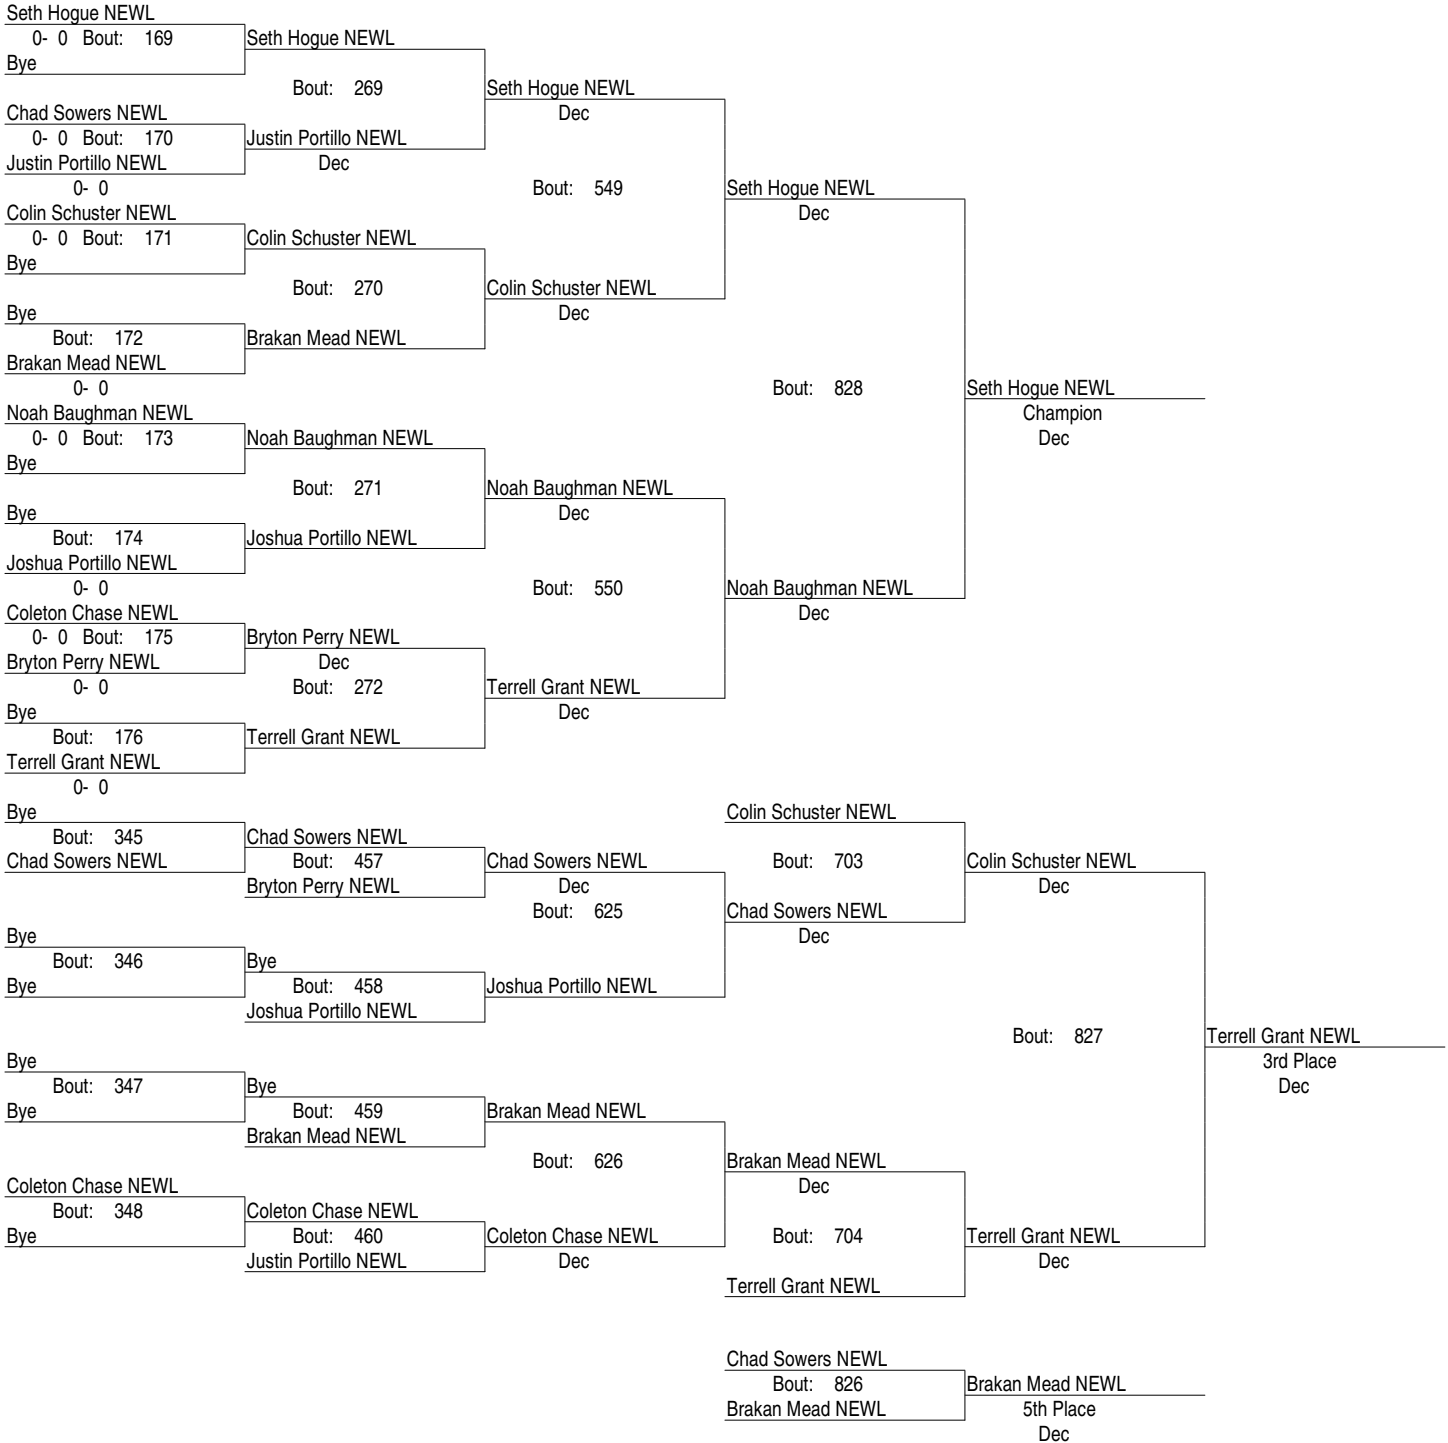 Seth Hogue NEWL
0- 0 Bout: 169 Seth Hogue NEWL
Bye
Bout: 269 Seth Hogue NEWL
Chad Sowers NEWL Dec
0- 0 Bout: 170 Justin Portillo NEWL
Justin Portillo NEWL Dec
0- 0 Bout: 549 Seth Hogue NEWL
Colin Schuster NEWL Dec
0- 0 Bout: 171 Colin Schuster NEWL
Bye
Bout: 270 Colin Schuster NEWL
Bye Dec
Bout: 172 Brakan Mead NEWL
Brakan Mead NEWL
0- 0 Bout: 828 Seth Hogue NEWL
Noah Baughman NEWL Champion
0- 0 Bout: 173 Noah Baughman NEWL Dec
Bye
Bout: 271 Noah Baughman NEWL
Bye Dec
Bout: 174 Joshua Portillo NEWL
Joshua Portillo NEWL
0- 0 Bout: 550 Noah Baughman NEWL
Coleton Chase NEWL Dec
0- 0 Bout: 175 Bryton Perry NEWL
Bryton Perry NEWL Dec
0- 0 Bout: 272 Terrell Grant NEWL
Bye Dec
Bout: 176 Terrell Grant NEWL
Terrell Grant NEWL
0- 0
Bye Colin Schuster NEWL
Bout: 345 Chad Sowers NEWL
Chad Sowers NEWL Bout: 457 Chad Sowers NEWL Bout: 703 Colin Schuster NEWL
Bryton Perry NEWL Dec Dec
Bout: 625 Chad Sowers NEWL
Bye Dec
Bout: 346 Bye
Bye Bout: 458 Joshua Portillo NEWL
Joshua Portillo NEWL
Bout: 827 Terrell Grant NEWL
Bye 3rd Place
Bout: 347 Bye Dec
Bye Bout: 459 Brakan Mead NEWL
Brakan Mead NEWL
Bout: 626 Brakan Mead NEWL
Coleton Chase NEWL Dec
Bout: 348 Coleton Chase NEWL
Bye Bout: 460 Coleton Chase NEWL Bout: 704 Terrell Grant NEWL
Justin Portillo NEWL Dec Dec
Terrell Grant NEWL
Chad Sowers NEWL
Bout: 826 Brakan Mead NEWL
Brakan Mead NEWL 5th Place
Dec